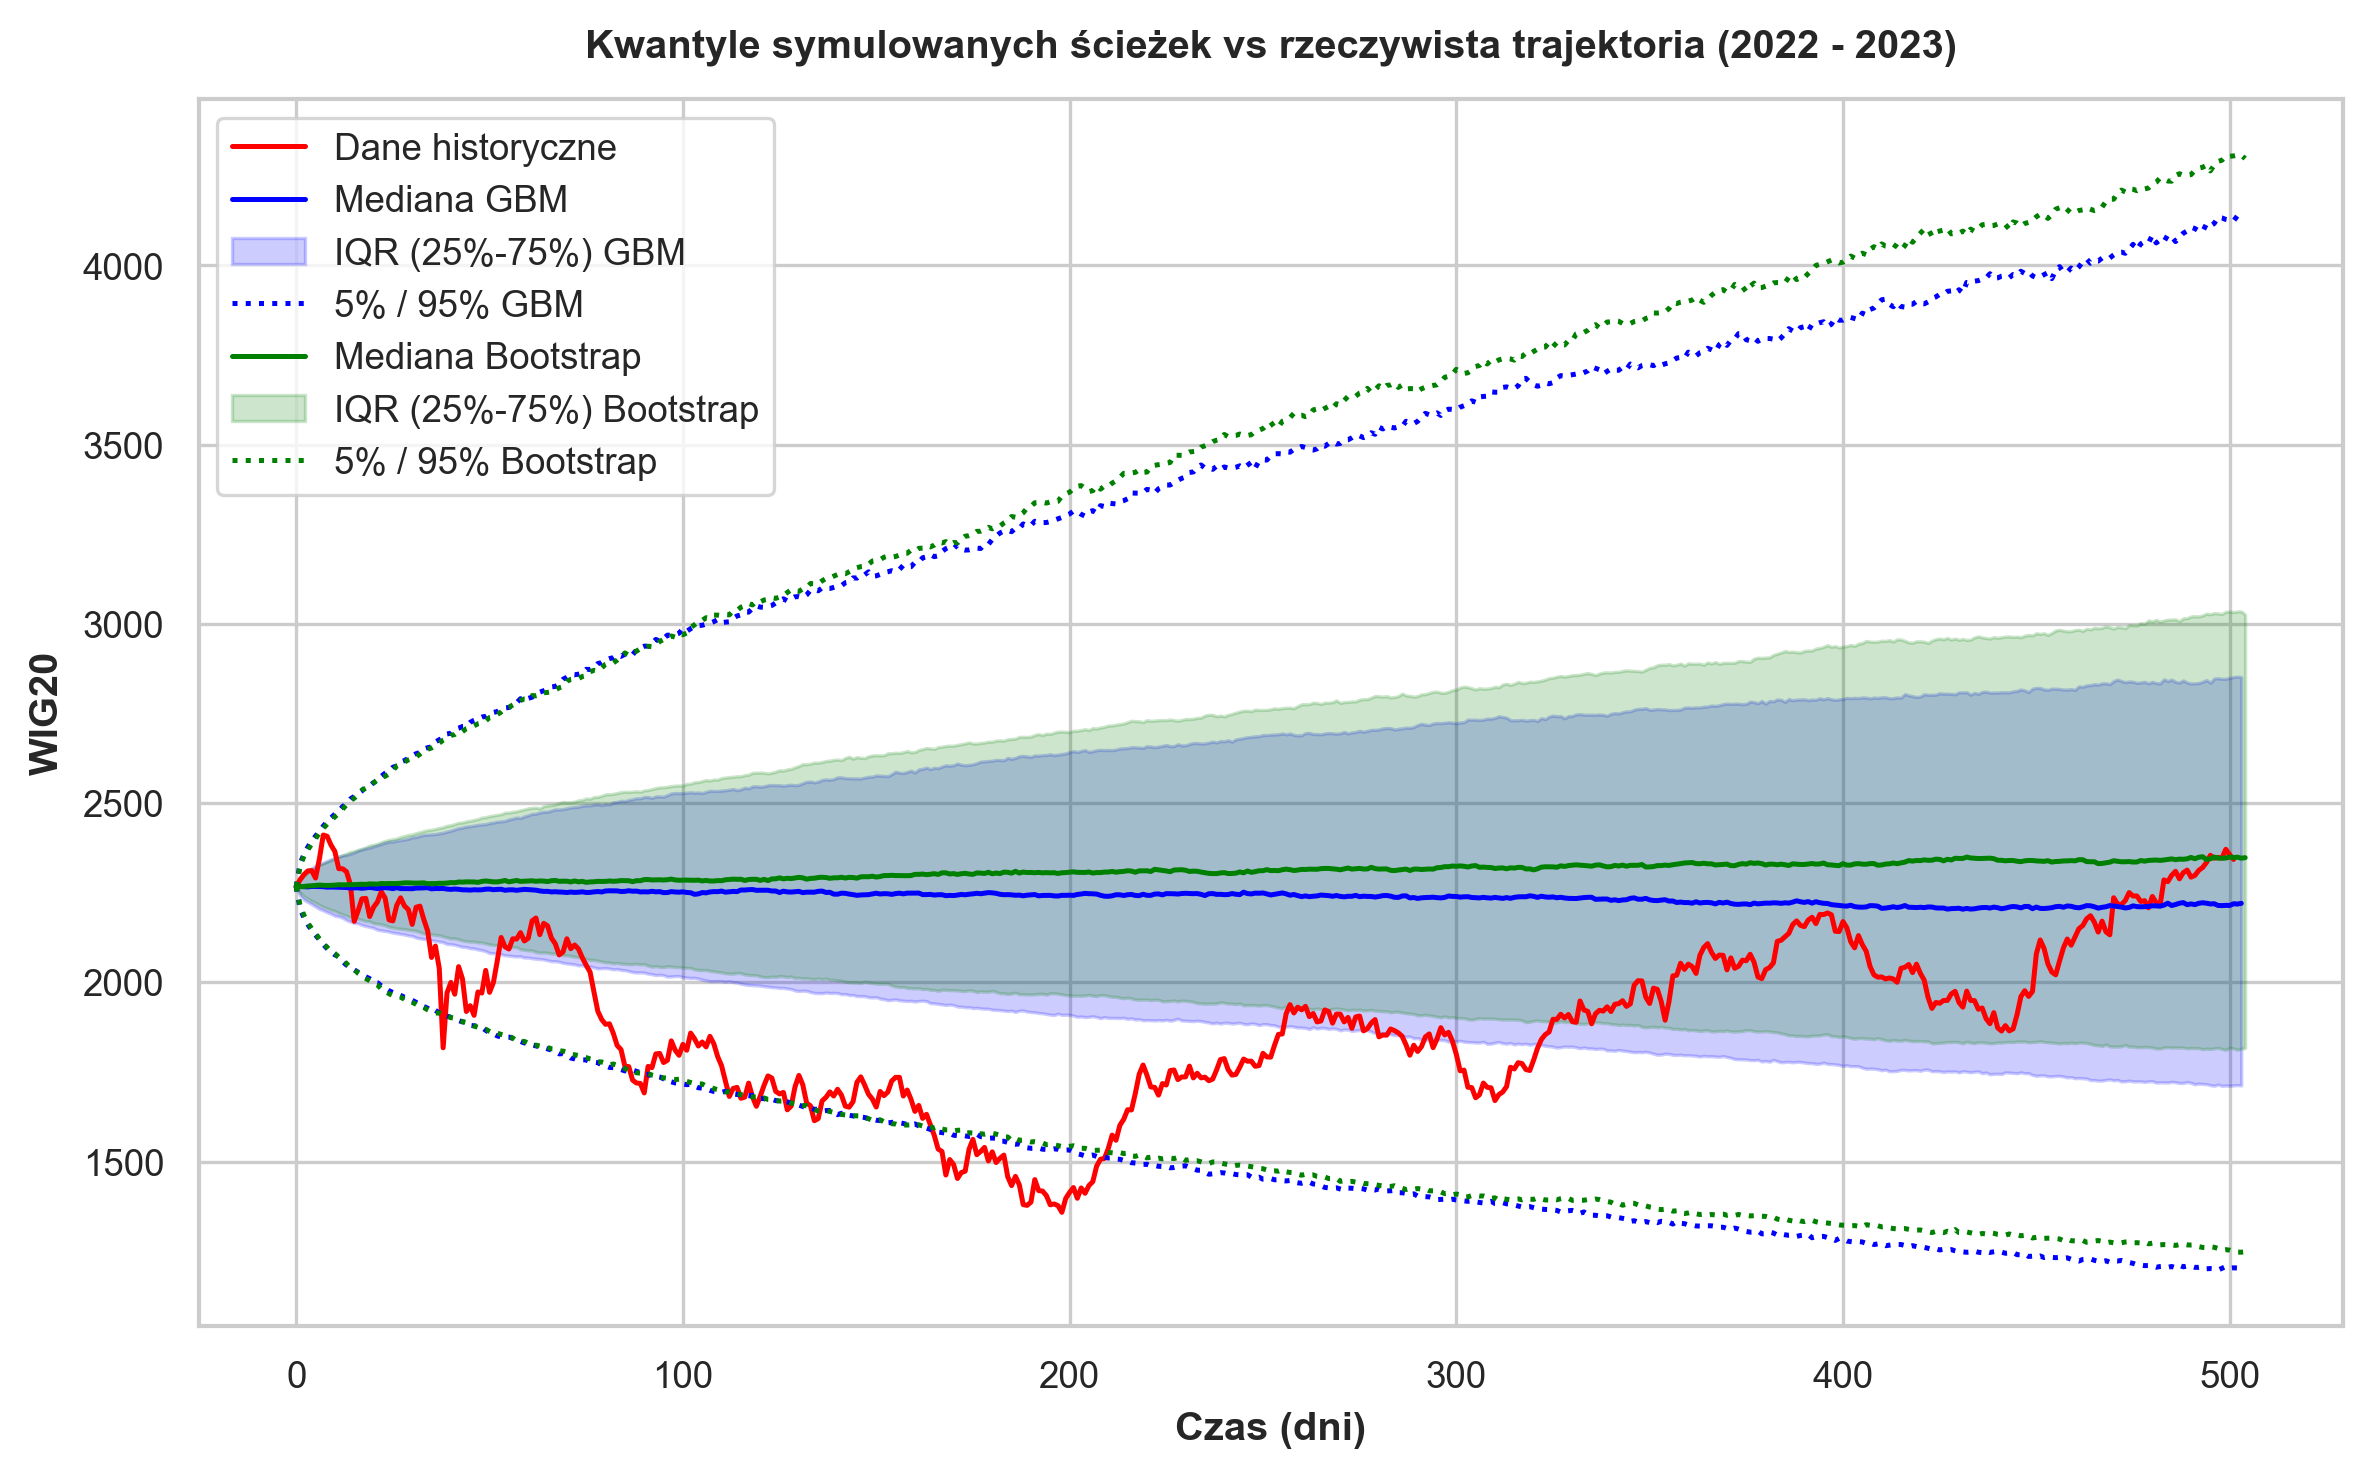 Kwantyle symulowanych ścieżek vs rzeczywista trajektoria (2022 - 2023)
Dane historyczne
Mediana GBM
IQR (25%-75%) GBM
5% / 95% GBM
Mediana Bootstrap
IQR (25%-75%) Bootstrap
5% / 95% Bootstrap
WIG20
4000
3500
3000
2500
2000
1500
0 100 200 300 400 500
Czas (dni)